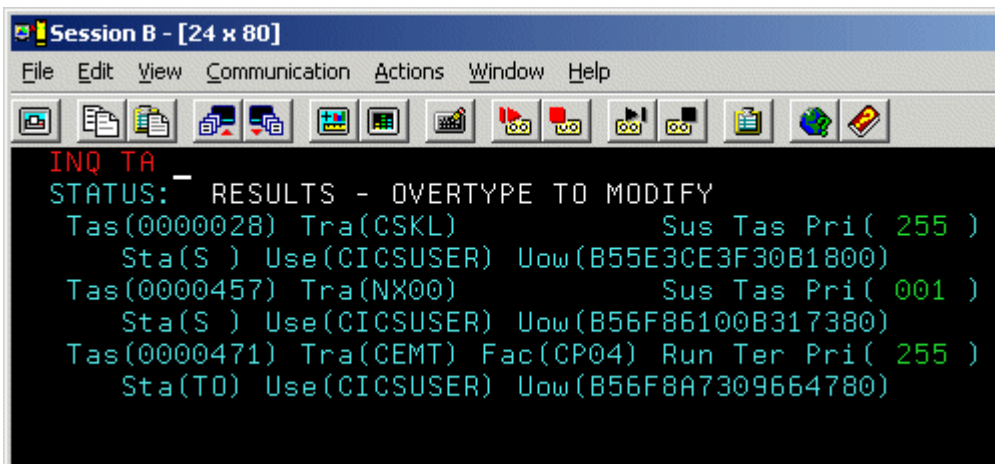 Session B - [24 x 80]
File Edit View Communication Actions Window Help
INQ TA
STATUS: RESULTS - OVERTYPE TO MODIFY
Tas(0000028) Tra(CSKL) Sus Tas Pri( 255 )
Sta(S ) Use(CICSUSER) Uow(B55E3CE3F30B1800)
Tas(0000457) Tra(NX00) Sus Tas Pri( 001 )
Sta(S ) Use(CICSUSER) Uow(B56F86100B317380)
Tas(0000471) Tra(CEMT) Fac(CP04) Run Ter Pri( 255 )
Sta(TO) Use(CICSUSER) Uow(B56F8A7309664780)